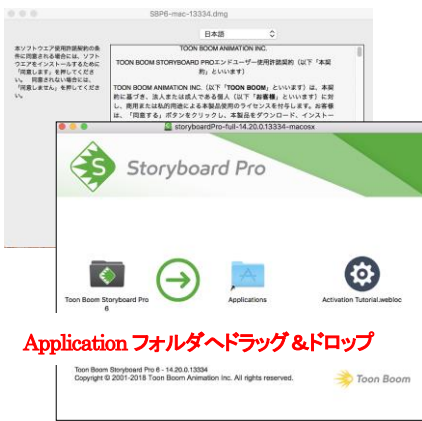 SBP6-mac-13334.dmg
日本語
本ソフトウエア使用許諾契約の条
件に同意される場合には、ソフト
ウエアをインストールするために
「同意します」を押してくださ
い。 同意されない場合には、
「同意しません」を押してくださ
い。
TOON BOOM ANIMATION INC.
TOON BOOM STORYBOARD PROエンドユーザー使用許諾契約（以下「本契
約」といいます）
TOON BOOM ANIMATION INC.（以下「TOON BOOM」といいます）は、本契
約に基づき、法人または成人である個人（以下「お客様」といいます）に対
し、商用または私的用途による本製品使用のライセンスを付与します。お客様
は、「同意する」ボタンをクリックし、本製品をダウンロード、インストー
storyboardPro-full-14.20.0.13334-macosx
Storyboard Pro
Toon Boom Storyboard Pro
6
Applications
Activation Tutorial.webloc
Application フォルダへドラッグ＆ドロップ
Toon Boom Storyboard Pro 6 - 14.20.0.13334
Copyright © 2001-2018 Toon Boom Animation Inc. All rights reserved.
Toon Boom